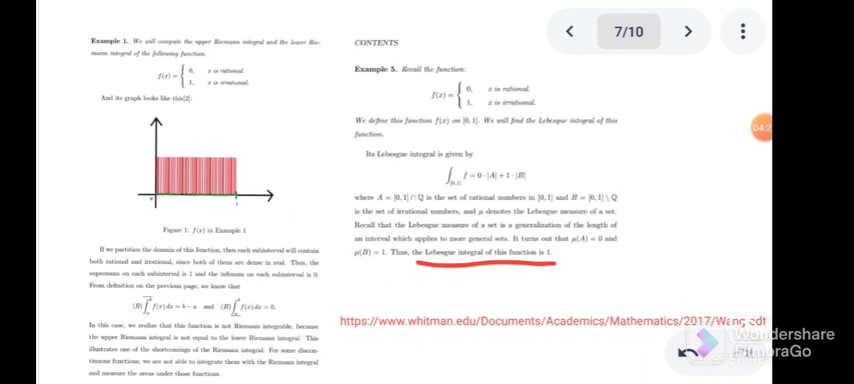 Example 1. We will compute the upper Riemann integral and the lower Rie-
mann integral of the following function.
f(x) = { 0, x is rational.
1, x is irrational.
And its graph looks like this[2]:
0 1
Figure 1: f(x) in Example 1
If we partition the domain of this function, then each subinterval will contain
both rational and irrational, since both of them are dense in real. Thus, the
supremum on each subinterval is 1 and the infimum on each subinterval is 0.
From definition on the previous page, we know that
(R)∫̅ₐᵇ f(x) dx = b − a and (R)∫̲ₐᵇ f(x) dx = 0.
In this case, we realize that this function is not Riemann integrable, because
the upper Riemann integral is not equal to the lower Riemann integral. This
illustrates one of the shortcomings of the Riemann integral. For some discon-
tinuous functions, we are not able to integrate them with the Riemann integral
and measure the areas under those functions.
CONTENTS
Example 5. Recall the function:
f(x) = { 0, x is rational.
1, x is irrational.
We define this function f(x) on [0,1]. We will find the Lebesgue integral of this
function.
Its Lebesgue integral is given by
∫[0,1] f = 0 · |A| + 1 · |B|
where A = [0,1] ∩ ℚ is the set of rational numbers in [0,1] and B = [0,1] \ ℚ
is the set of irrational numbers, and μ denotes the Lebesgue measure of a set.
Recall that the Lebesgue measure of a set is a generalization of the length of
an interval which applies to more general sets. It turns out that μ(A) = 0 and
μ(B) = 1. Thus, the Lebesgue integral of this function is 1.
https://www.whitman.edu/Documents/Academics/Mathematics/2017/Wang.pdf
7/10
04:2
Wondershare
FilmoraGo